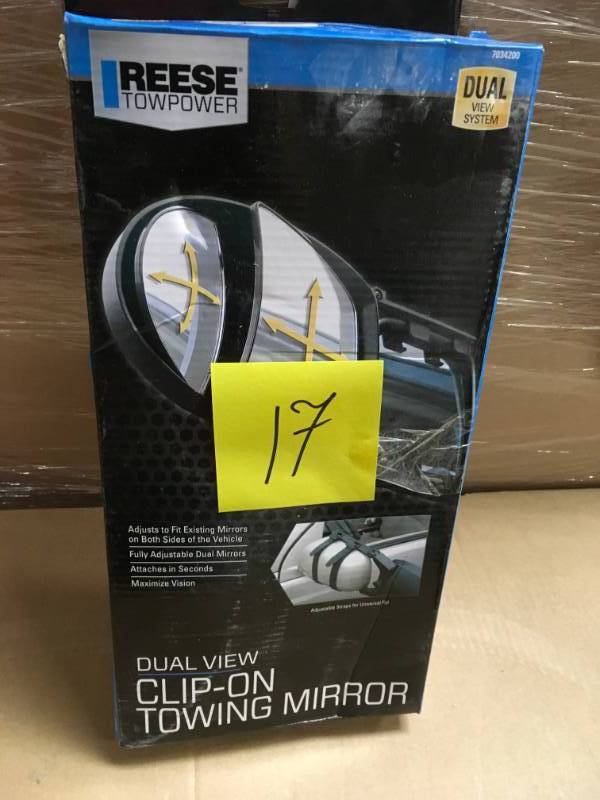 REESE®
TOWPOWER
7034200
DUAL
VIEW
SYSTEM
17
Adjusts to Fit Existing Mirrors
on Both Sides of the Vehicle
Fully Adjustable Dual Mirrors
Attaches in Seconds
Maximize Vision
Adjustable Straps for Universal Fit
DUAL VIEW
CLIP-ON
TOWING MIRROR